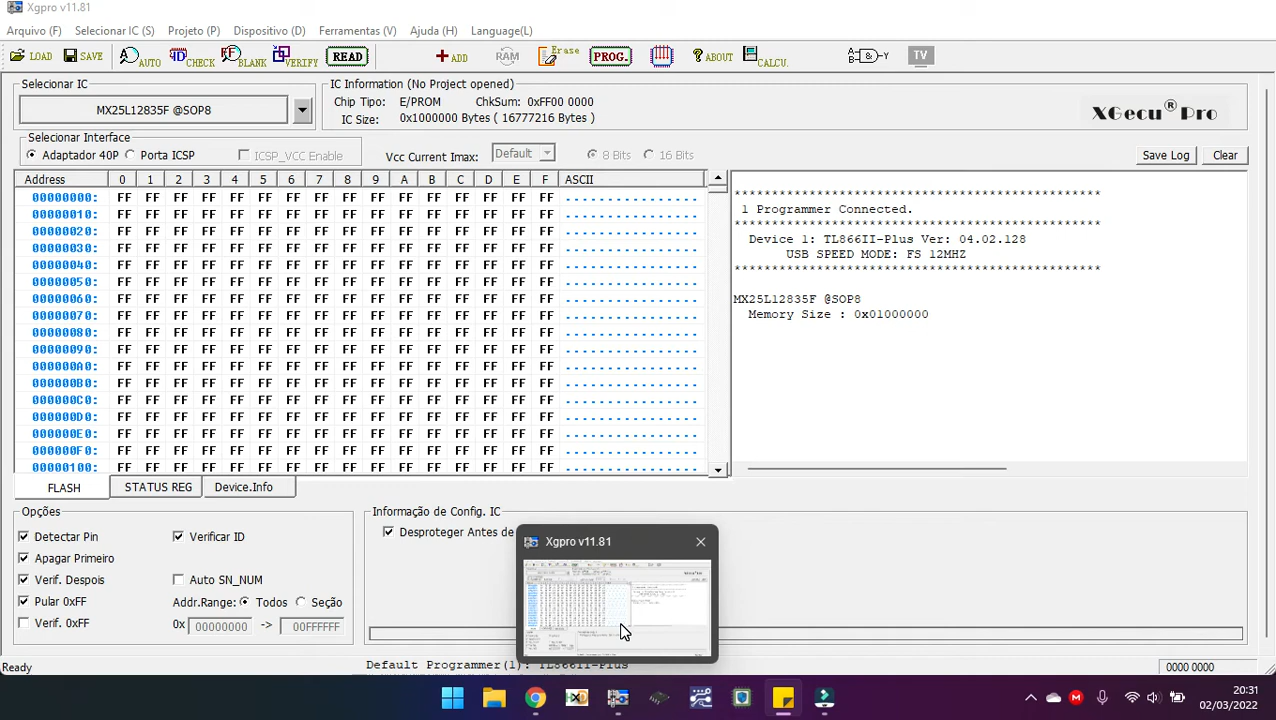 Xgpro v11.81
Arquivo (F) Selecionar IC (S) Projeto (P) Dispositivo (D) Ferramentas (V) Ajuda (H) Language(L)
LOAD SAVE AUTO CHECK BLANK VERIFY READ ADD RAM Erase PROG. ABOUT CALCU. &-Y TV
Selecionar IC
MX25L12835F @SOP8
IC Information (No Project opened)
Chip Tipo: E/PROM ChkSum: 0xFF00 0000
IC Size: 0x1000000 Bytes ( 16777216 Bytes )
XGecu® Pro
Selecionar Interface
Adaptador 40P Porta ICSP ICSP_VCC Enable Vcc Current Imax: Default 8 Bits 16 Bits Save Log Clear
Address 0 1 2 3 4 5 6 7 8 9 A B C D E F ASCII
00000000: FF FF FF FF FF FF FF FF FF FF FF FF FF FF FF FF ................
00000010: FF FF FF FF FF FF FF FF FF FF FF FF FF FF FF FF ................
00000020: FF FF FF FF FF FF FF FF FF FF FF FF FF FF FF FF ................
00000030: FF FF FF FF FF FF FF FF FF FF FF FF FF FF FF FF ................
00000040: FF FF FF FF FF FF FF FF FF FF FF FF FF FF FF FF ................
00000050: FF FF FF FF FF FF FF FF FF FF FF FF FF FF FF FF ................
00000060: FF FF FF FF FF FF FF FF FF FF FF FF FF FF FF FF ................
00000070: FF FF FF FF FF FF FF FF FF FF FF FF FF FF FF FF ................
00000080: FF FF FF FF FF FF FF FF FF FF FF FF FF FF FF FF ................
00000090: FF FF FF FF FF FF FF FF FF FF FF FF FF FF FF FF ................
000000A0: FF FF FF FF FF FF FF FF FF FF FF FF FF FF FF FF ................
000000B0: FF FF FF FF FF FF FF FF FF FF FF FF FF FF FF FF ................
000000C0: FF FF FF FF FF FF FF FF FF FF FF FF FF FF FF FF ................
000000D0: FF FF FF FF FF FF FF FF FF FF FF FF FF FF FF FF ................
000000E0: FF FF FF FF FF FF FF FF FF FF FF FF FF FF FF FF ................
000000F0: FF FF FF FF FF FF FF FF FF FF FF FF FF FF FF FF ................
00000100: FF FF FF FF FF FF FF FF FF FF FF FF FF FF FF FF ................
*************************************************
1 Programmer Connected.
*************************************************
Device 1: TL866II-Plus Ver: 04.02.128
USB SPEED MODE: FS 12MHZ
*************************************************
MX25L12835F @SOP8
Memory Size : 0x01000000
FLASH STATUS REG Device.Info
Opções
Detectar Pin Verificar ID
Apagar Primeiro
Verif. Despois Auto SN_NUM
Pular 0xFF Addr.Range: Todos Seção
Verif. 0xFF 0x 00000000 -> 00FFFFFF
Informação de Config. IC
Desproteger Antes de
Xgpro v11.81
Ready Default Programmer(1): TL866II-Plus 0000 0000
20:31
02/03/2022